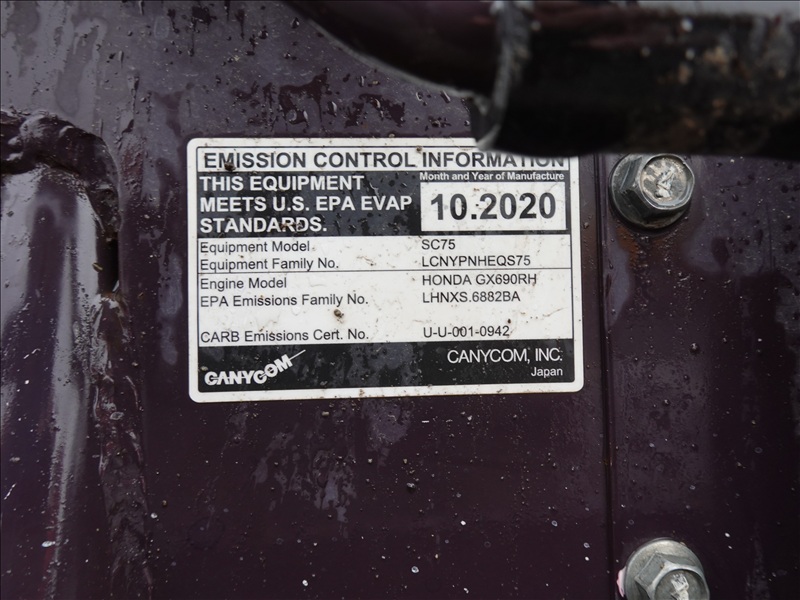 EMISSION CONTROL INFORMATION
THIS EQUIPMENT
MEETS U.S. EPA EVAP
STANDARDS.
Month and Year of Manufacture
10.2020
Equipment Model SC75
Equipment Family No. LCNYPNHEQS75
Engine Model HONDA GX690RH
EPA Emissions Family No. LHNXS.6882BA
CARB Emissions Cert. No. U-U-001-0942
CANYCOM CANYCOM, INC.
Japan